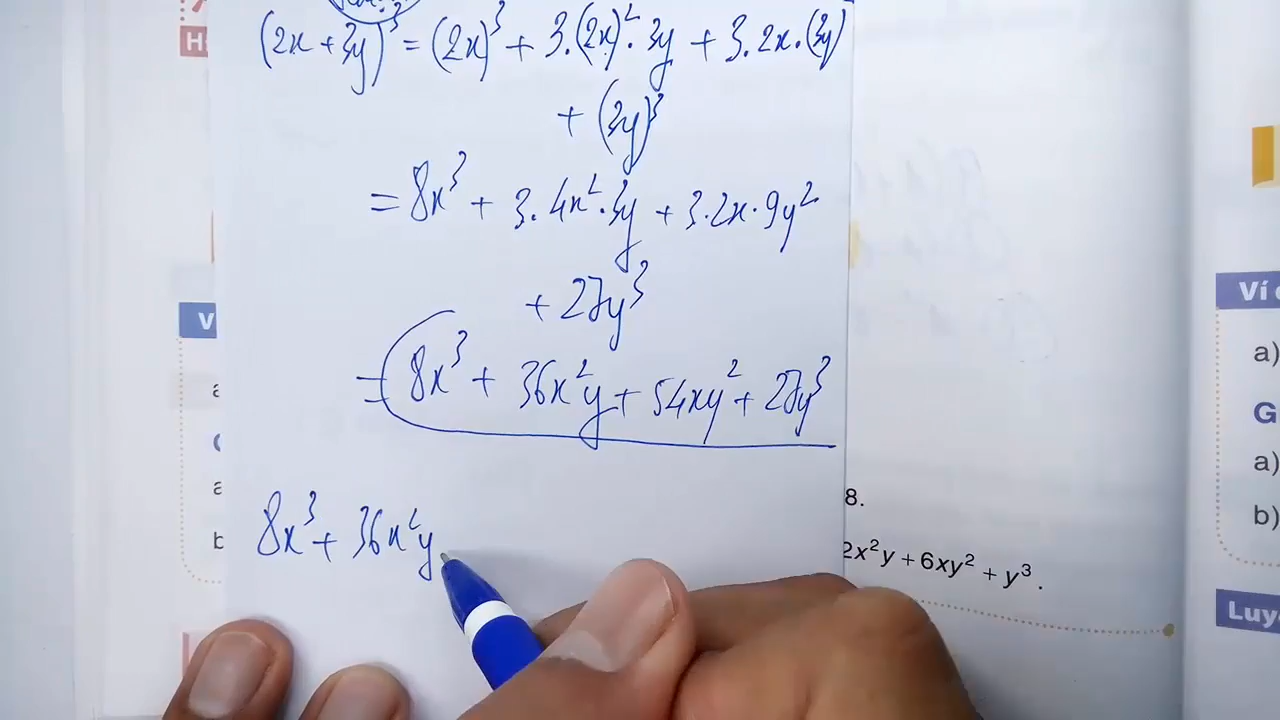 (2x + 3y)³ = (2x)³ + 3.(2x)².3y + 3.2x.(3y)
+ (3y)³
= 8x³ + 3.4x².3y + 3.2x.9y²
+ 27y³
= 8x³ + 36x²y + 54xy² + 27y³
8x³ + 36x²y
8.
2x²y + 6xy² + y³.
H
V
a
a
b
Ví
a)
G
a)
b)
Luy